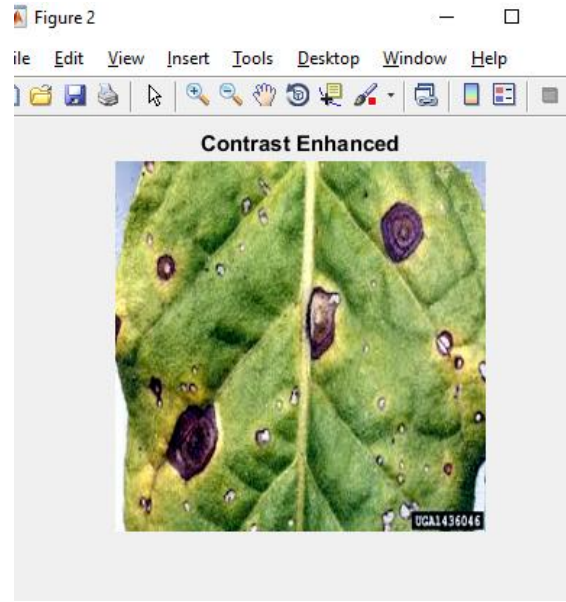 Figure 2
ile Edit View Insert Tools Desktop Window Help
Contrast Enhanced
UGA1436046